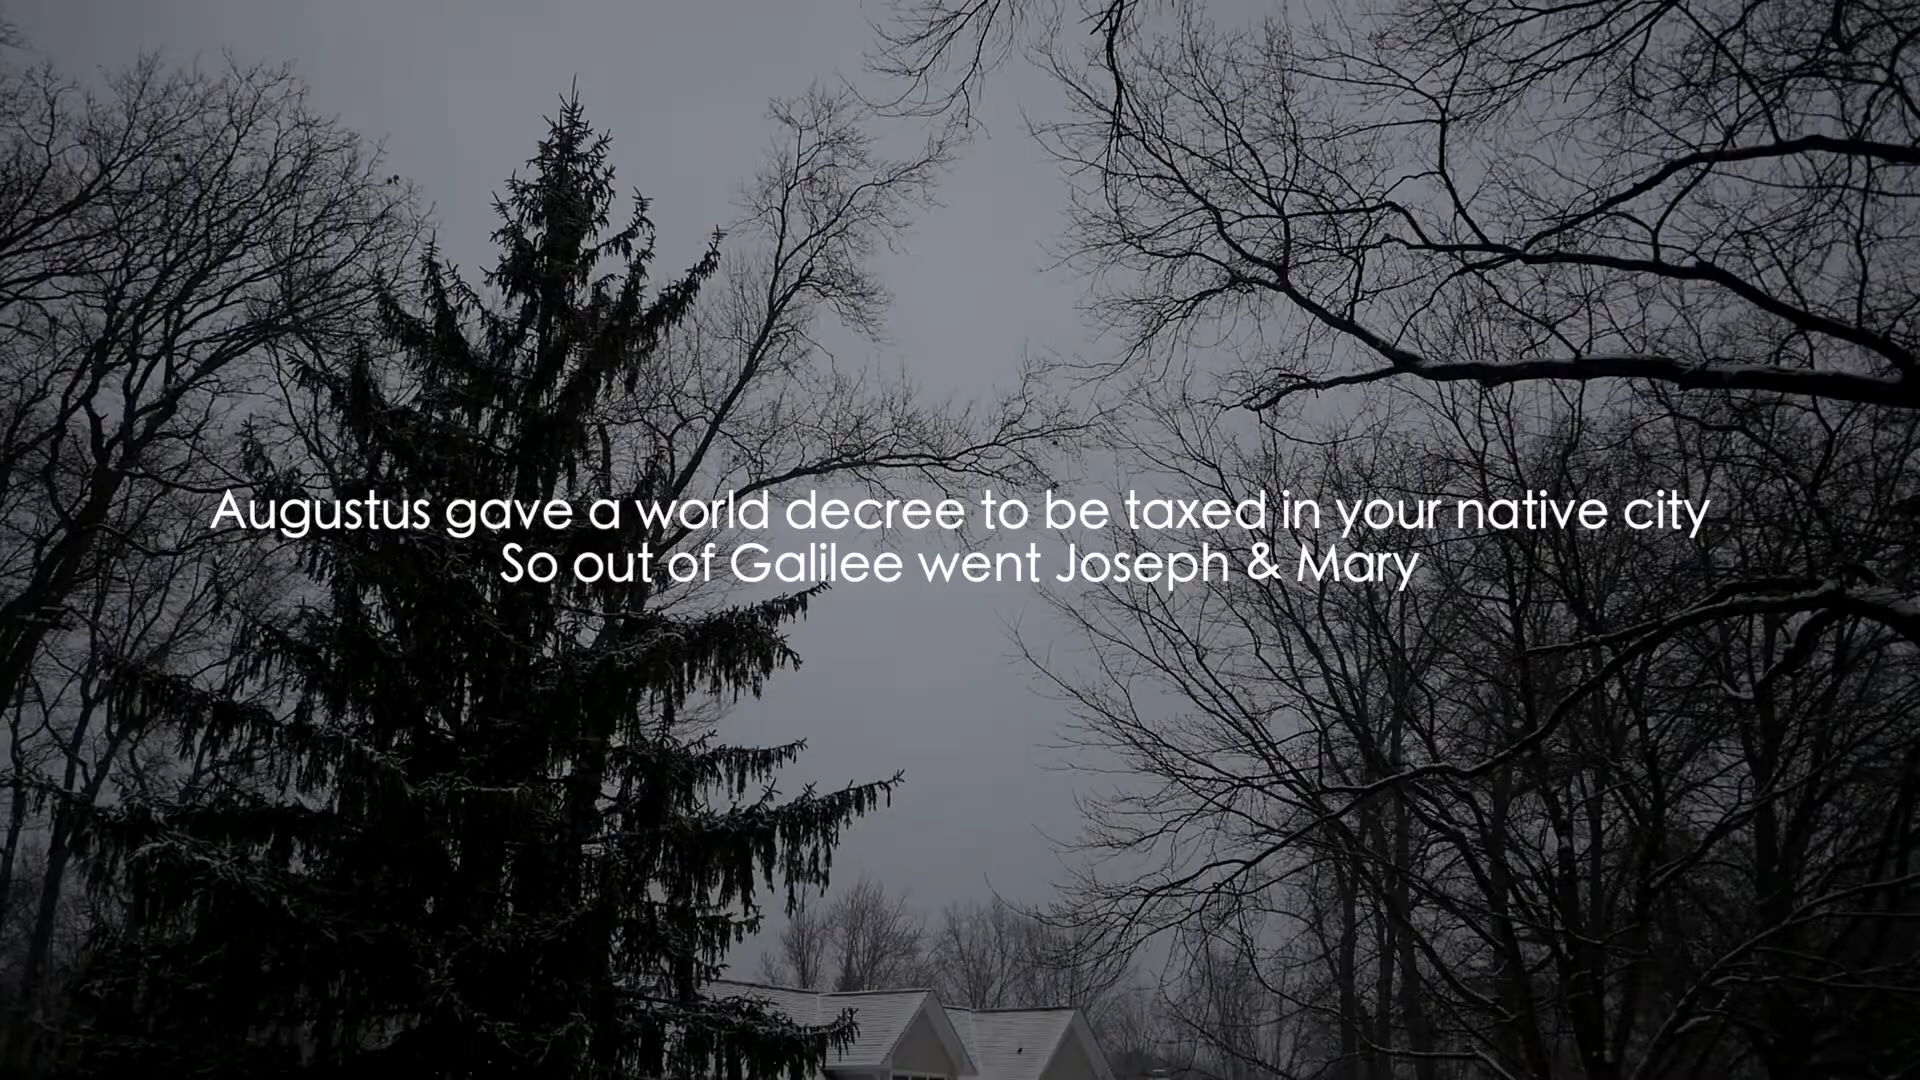 Augustus gave a world decree to be taxed in your native city
So out of Galilee went Joseph & Mary